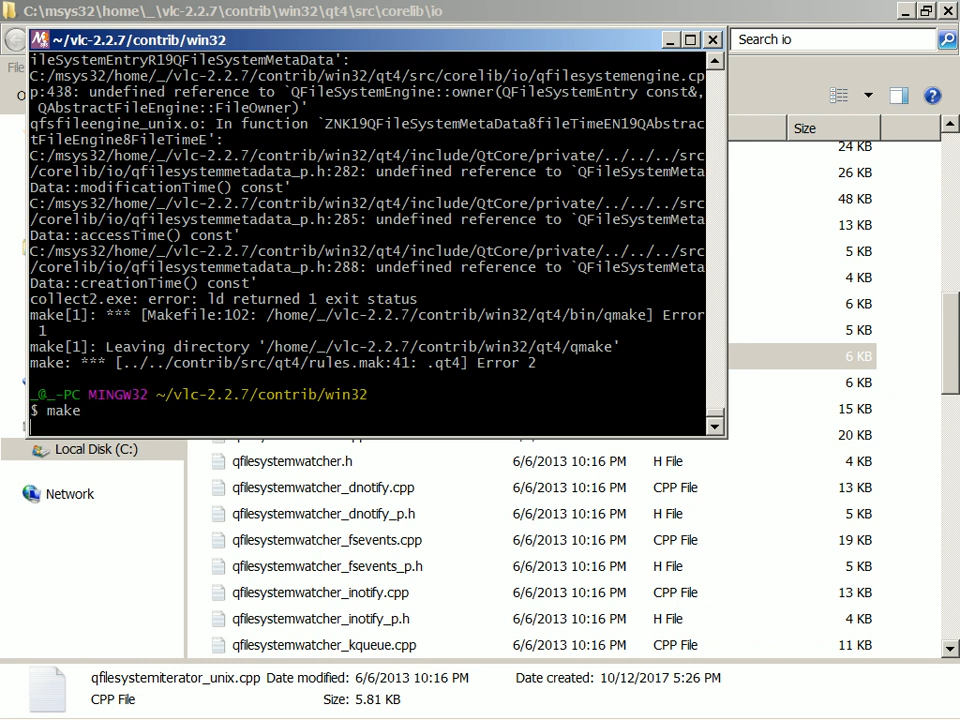 C:\msys32\home\_\vlc-2.2.7\contrib\win32\qt4\src\corelib\io
~/vlc-2.2.7/contrib/win32
Search io
File
O
ileSystemEntryR19QFileSystemMetaData':
C:/msys32/home/_/vlc-2.2.7/contrib/win32/qt4/src/corelib/io/qfilesystemengine.cp
p:438: undefined reference to `QFileSystemEngine::owner(QFileSystemEntry const&,
QAbstractFileEngine::FileOwner)'
qfsfileengine_unix.o: In function `ZNK19QFileSystemMetaData8fileTimeEN19QAbstrac
tFileEngine8FileTimeE':
C:/msys32/home/_/vlc-2.2.7/contrib/win32/qt4/include/QtCore/private/../../../src
/corelib/io/qfilesystemmetadata_p.h:282: undefined reference to `QFileSystemMeta
Data::modificationTime() const'
C:/msys32/home/_/vlc-2.2.7/contrib/win32/qt4/include/QtCore/private/../../../src
/corelib/io/qfilesystemmetadata_p.h:285: undefined reference to `QFileSystemMeta
Data::accessTime() const'
C:/msys32/home/_/vlc-2.2.7/contrib/win32/qt4/include/QtCore/private/../../../src
/corelib/io/qfilesystemmetadata_p.h:288: undefined reference to `QFileSystemMeta
Data::creationTime() const'
collect2.exe: error: ld returned 1 exit status
make[1]: *** [Makefile:102: /home/_/vlc-2.2.7/contrib/win32/qt4/bin/qmake] Error
1
make[1]: Leaving directory '/home/_/vlc-2.2.7/contrib/win32/qt4/qmake'
make: *** [../../contrib/src/qt4/rules.mak:41: .qt4] Error 2
_@_-PC MINGW32 ~/vlc-2.2.7/contrib/win32
$ make
Size
24 KB
26 KB
48 KB
13 KB
5 KB
4 KB
6 KB
5 KB
6 KB
6 KB
15 KB
20 KB
Local Disk (C:)
Network
qfilesystemwatcher.h 6/6/2013 10:16 PM H File 4 KB
qfilesystemwatcher_dnotify.cpp 6/6/2013 10:16 PM CPP File 13 KB
qfilesystemwatcher_dnotify_p.h 6/6/2013 10:16 PM H File 5 KB
qfilesystemwatcher_fsevents.cpp 6/6/2013 10:16 PM CPP File 19 KB
qfilesystemwatcher_fsevents_p.h 6/6/2013 10:16 PM H File 5 KB
qfilesystemwatcher_inotify.cpp 6/6/2013 10:16 PM CPP File 13 KB
qfilesystemwatcher_inotify_p.h 6/6/2013 10:16 PM H File 4 KB
qfilesystemwatcher_kqueue.cpp 6/6/2013 10:16 PM CPP File 11 KB
qfilesystemiterator_unix.cpp Date modified: 6/6/2013 10:16 PM Date created: 10/12/2017 5:26 PM
CPP File Size: 5.81 KB